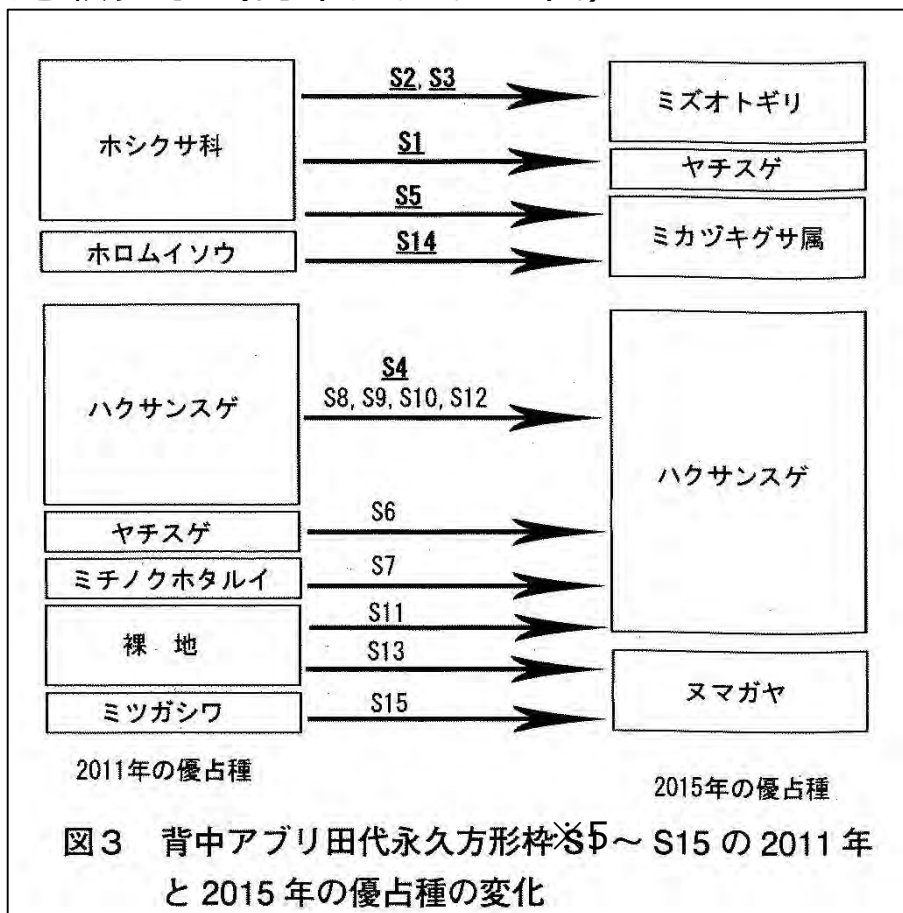 ホシクサ科
S2, S3
ミズオトギリ
S1
ヤチスゲ
S5
ミカヅキグサ属
ホロムイソウ
S14
ハクサンスゲ
S4
S8, S9, S10, S12
ハクサンスゲ
ヤチスゲ
S6
ミチノクホタルイ
S7
裸 地
S11
S13
ヌマガヤ
ミツガシワ
S15
2011年の優占種
2015年の優占種
図3 背中アブリ田代永久方形枠※5 ～ S15 の 2011 年
と 2015 年の優占種の変化